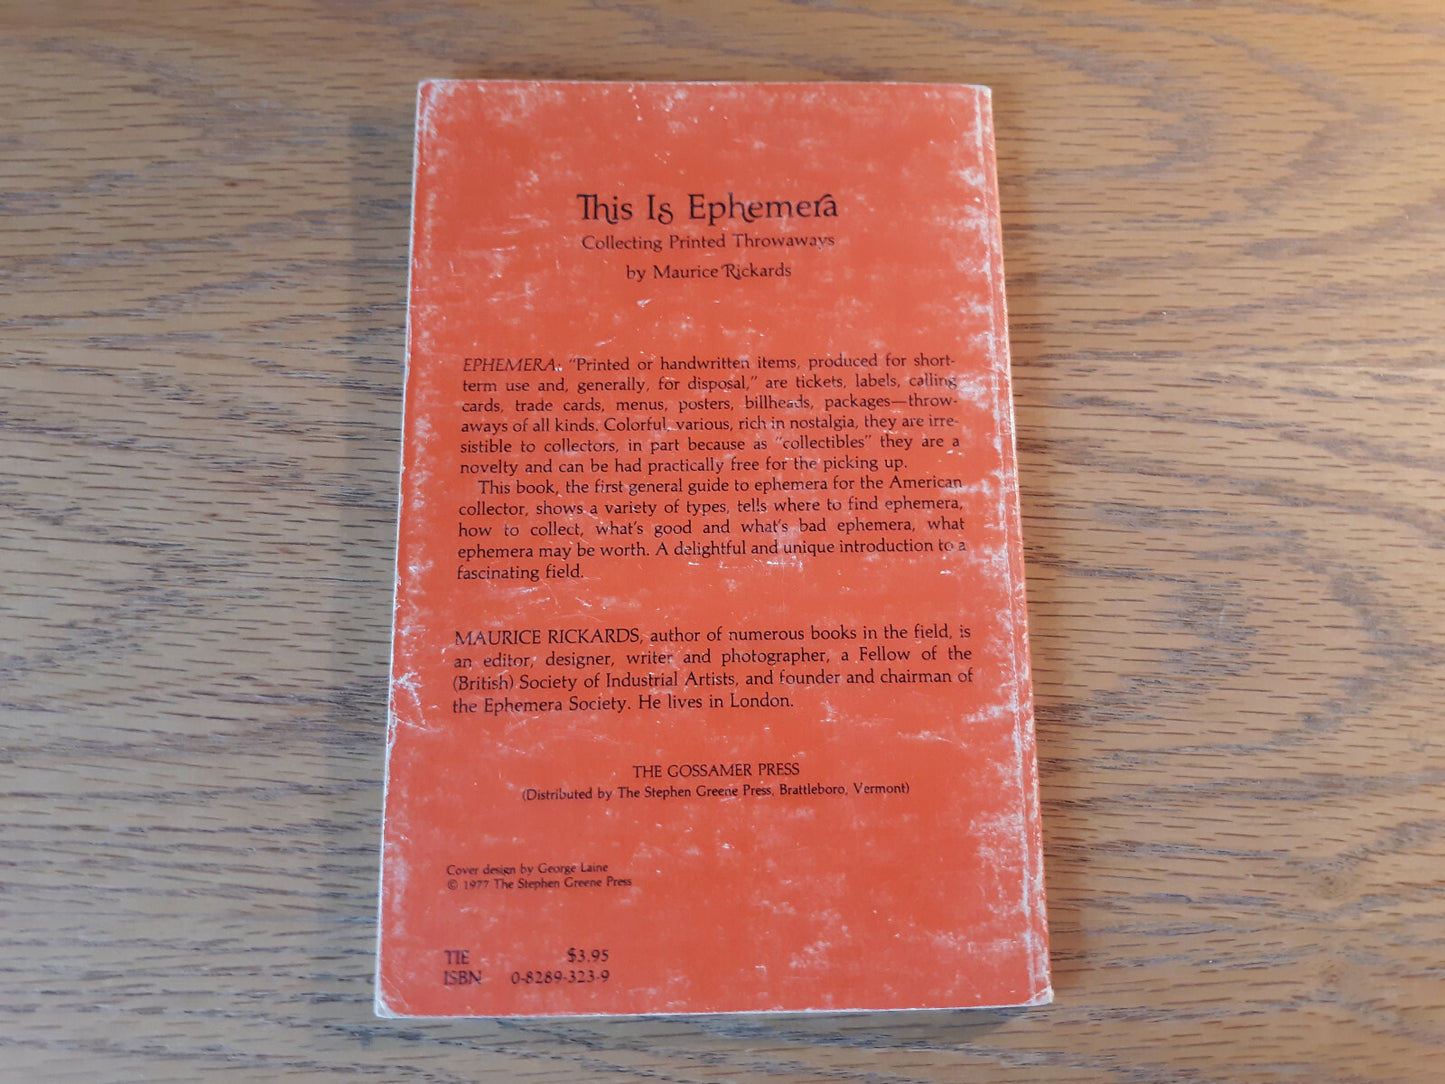 This Is Ephemera
Collecting Printed Throwaways
by Maurice Rickards
EPHEMERA, "Printed or handwritten items, produced for short-
term use and, generally, for disposal," are tickets, labels, calling
cards, trade cards, menus, posters, billheads, packages—throw-
aways of all kinds. Colorful, various, rich in nostalgia, they are irre-
sistible to collectors, in part because as "collectibles" they are a
novelty and can be had practically free for the picking up.
This book, the first general guide to ephemera for the American
collector, shows a variety of types, tells where to find ephemera,
how to collect, what's good and what's bad ephemera, what
ephemera may be worth. A delightful and unique introduction to a
fascinating field.
MAURICE RICKARDS, author of numerous books in the field, is
an editor, designer, writer and photographer, a Fellow of the
(British) Society of Industrial Artists, and founder and chairman of
the Ephemera Society. He lives in London.
THE GOSSAMER PRESS
(Distributed by The Stephen Greene Press, Brattleboro, Vermont)
Cover design by George Laine
© 1977 The Stephen Greene Press
TIE $3.95
ISBN 0-8289-323-9